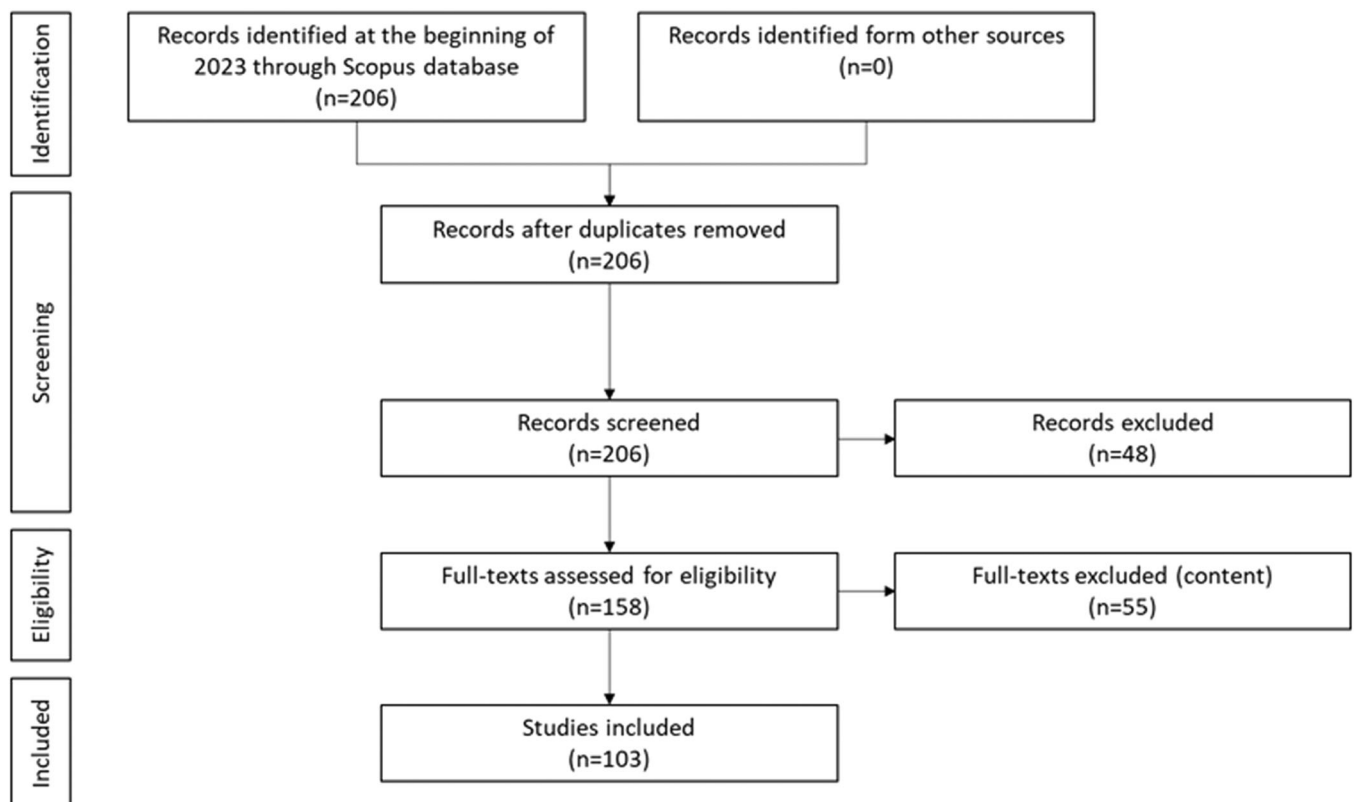 Identification
Records identified at the beginning of
2023 through Scopus database
(n=206)
Records identified form other sources
(n=0)
Screening
Records after duplicates removed
(n=206)
Records screened
(n=206)
Records excluded
(n=48)
Eligibility
Full-texts assessed for eligibility
(n=158)
Full-texts excluded (content)
(n=55)
Included
Studies included
(n=103)